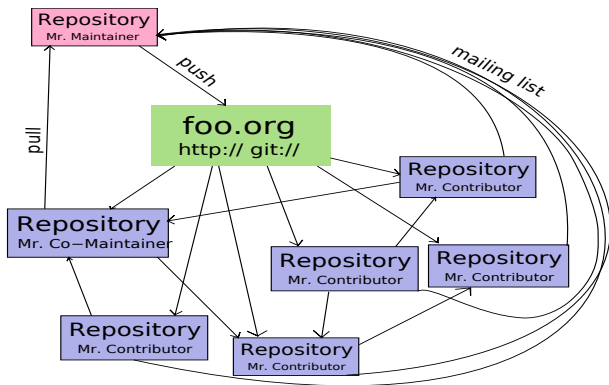 Repository
Mr. Maintainer
push
mailing list
foo.org
http:// git://
pull
Repository
Mr. Contributor
Repository
Mr. Co−Maintainer
Repository
Mr. Contributor
Repository
Mr. Contributor
Repository
Mr. Contributor
Repository
Mr. Contributor